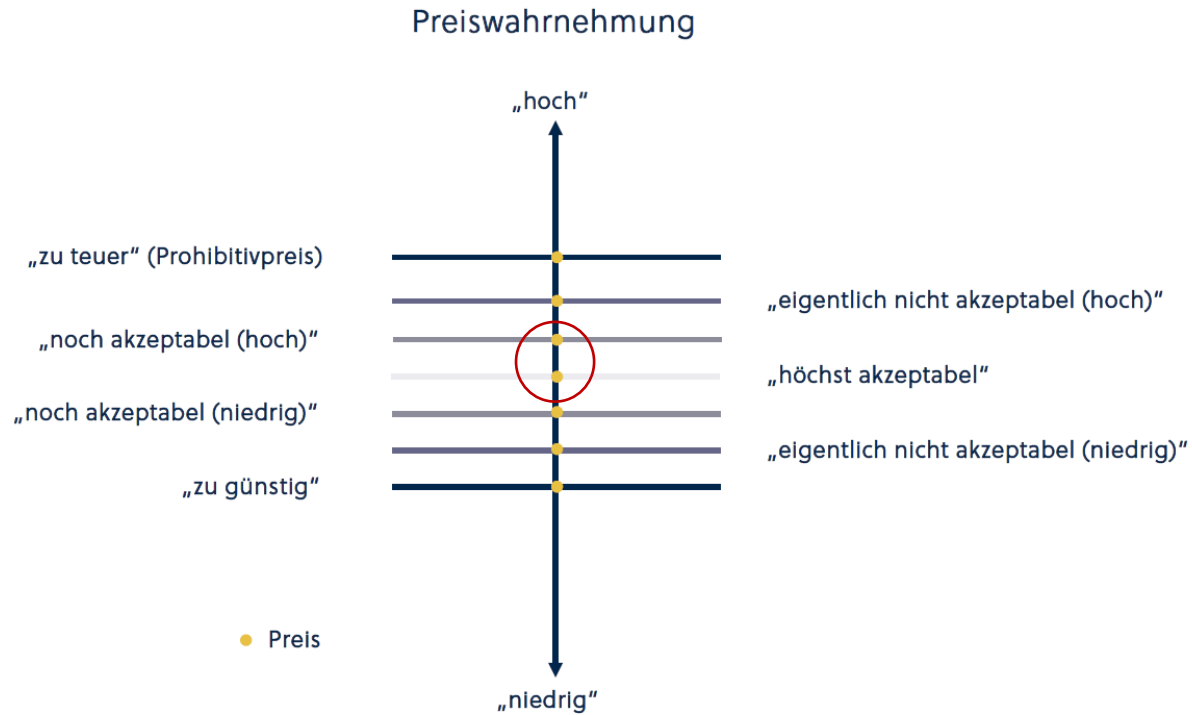 Preiswahrnehmung
„hoch“
„zu teuer“ (Prohibitivpreis)
„eigentlich nicht akzeptabel (hoch)“
„noch akzeptabel (hoch)“
„höchst akzeptabel“
„noch akzeptabel (niedrig)“
„eigentlich nicht akzeptabel (niedrig)“
„zu günstig“
Preis
„niedrig“